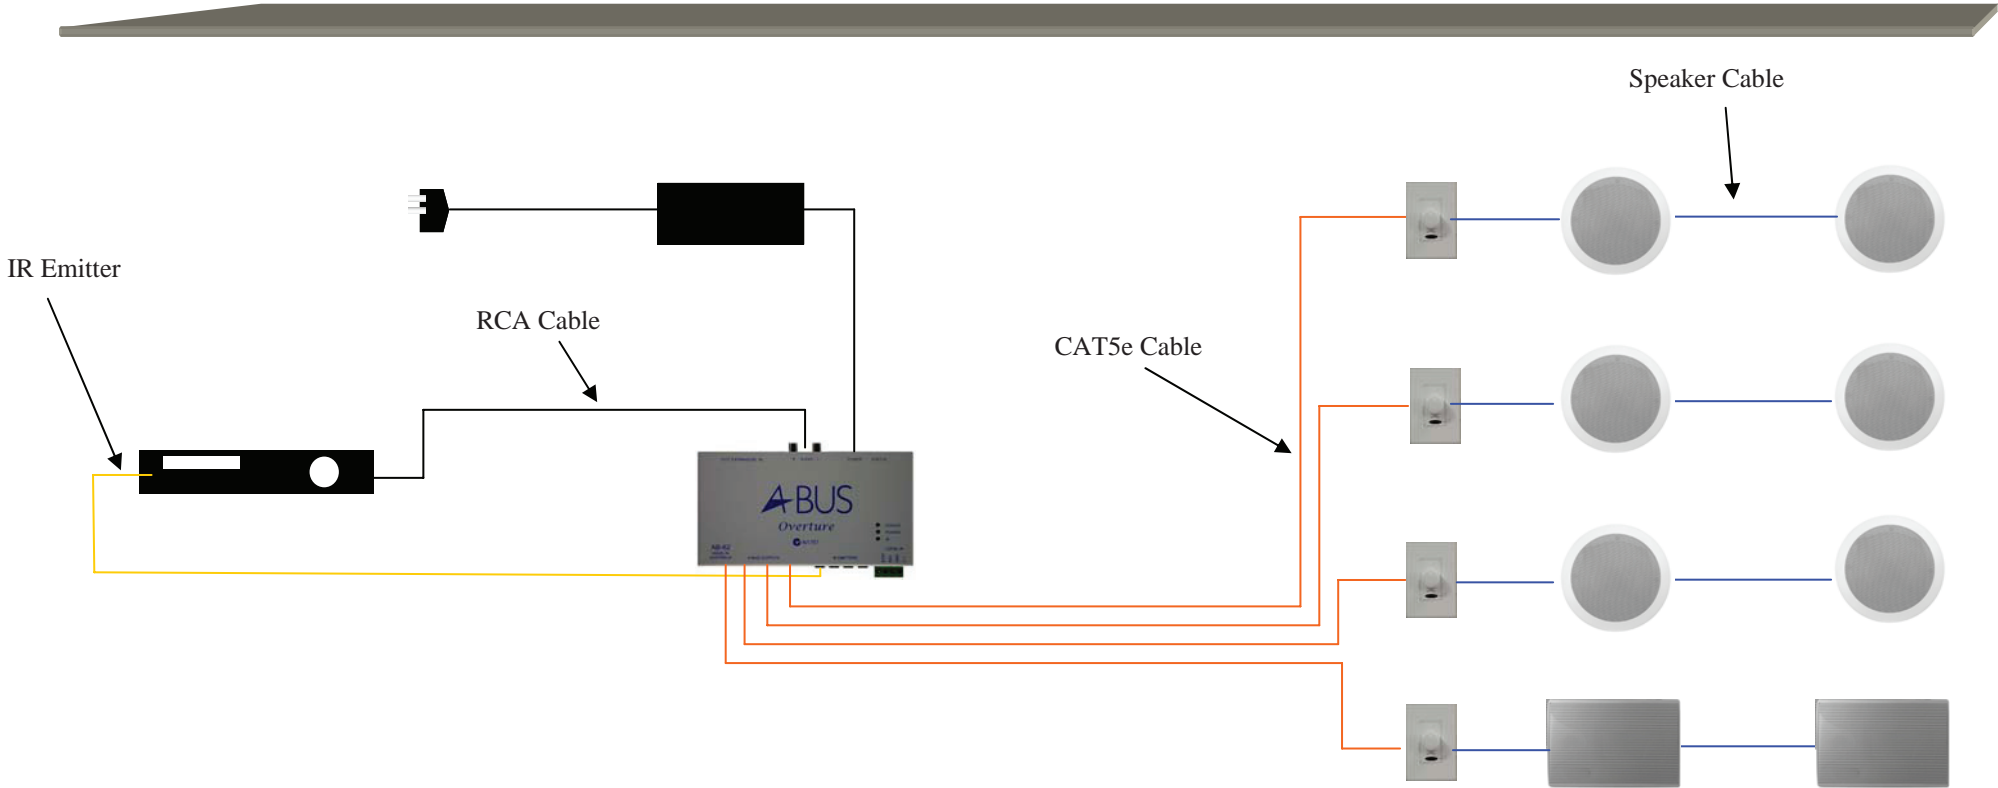 Speaker Cable
IR Emitter
RCA Cable
CAT5e Cable
A-BUS
Overture